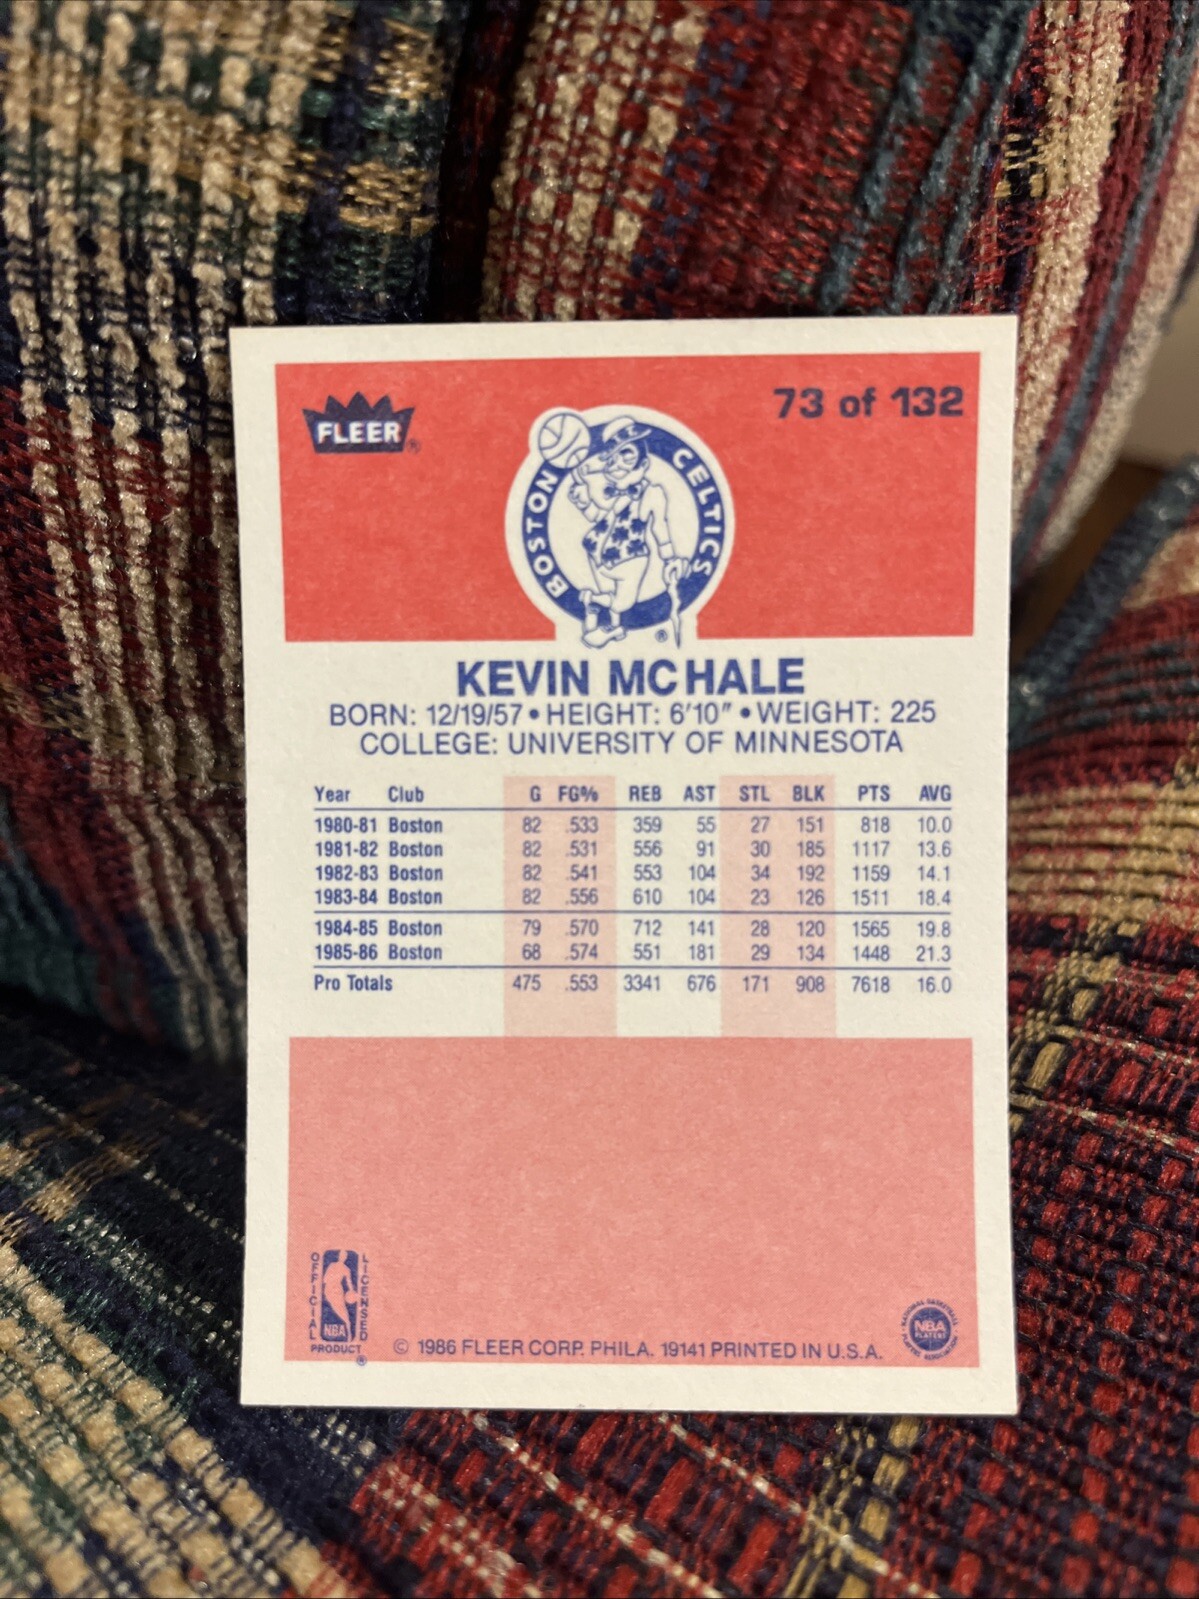 FLEER®
73 of 132
BOSTON CELTICS
®
KEVIN MCHALE
BORN: 12/19/57 • HEIGHT: 6'10" • WEIGHT: 225
COLLEGE: UNIVERSITY OF MINNESOTA
Year Club G FG% REB AST STL BLK PTS AVG
1980-81 Boston 82 .533 359 55 27 151 818 10.0
1981-82 Boston 82 .531 556 91 30 185 1117 13.6
1982-83 Boston 82 .541 553 104 34 192 1159 14.1
1983-84 Boston 82 .556 610 104 23 126 1511 18.4
1984-85 Boston 79 .570 712 141 28 120 1565 19.8
1985-86 Boston 68 .574 551 181 29 134 1448 21.3
Pro Totals 475 .553 3341 676 171 908 7618 16.0
OFFICIAL LICENSED
NBA
PRODUCT ®
© 1986 FLEER CORP. PHILA. 19141 PRINTED IN U.S.A.
NATIONAL BASKETBALL
NBA
PLAYERS
PLAYERS ASSOCIATION